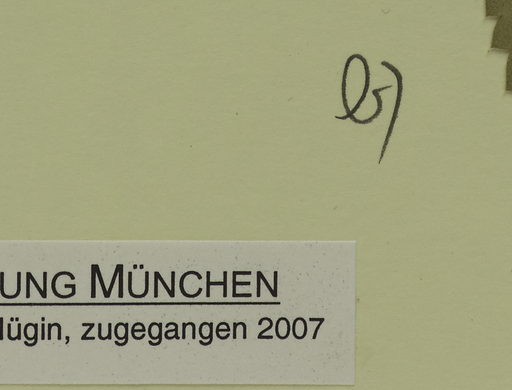 b)
UNG MÜNCHEN
lügin, zugegangen 2007